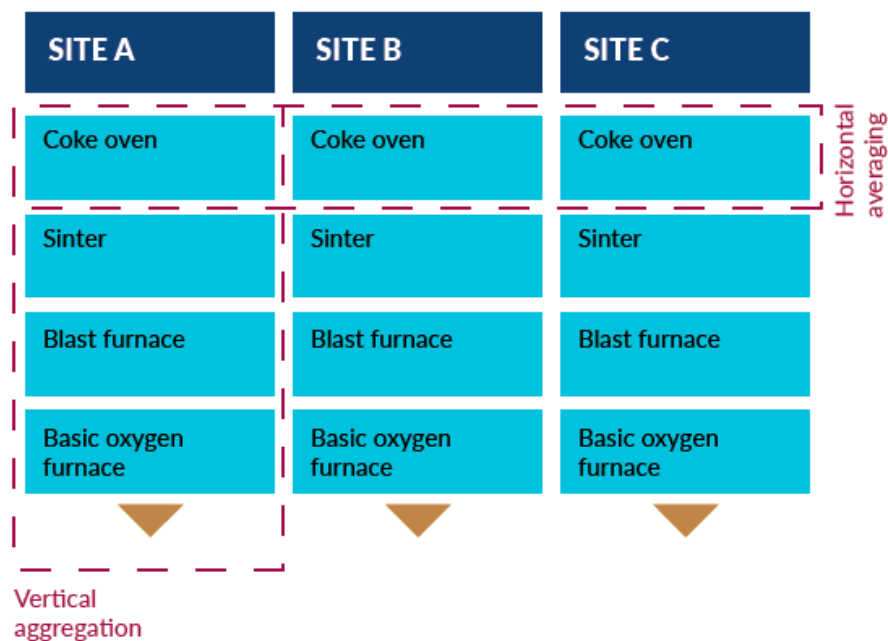 SITE A
SITE B
SITE C
Coke oven
Coke oven
Coke oven
Horizontal
averaging
Sinter
Sinter
Sinter
Blast furnace
Blast furnace
Blast furnace
Basic oxygen
furnace
Basic oxygen
furnace
Basic oxygen
furnace
Vertical
aggregation